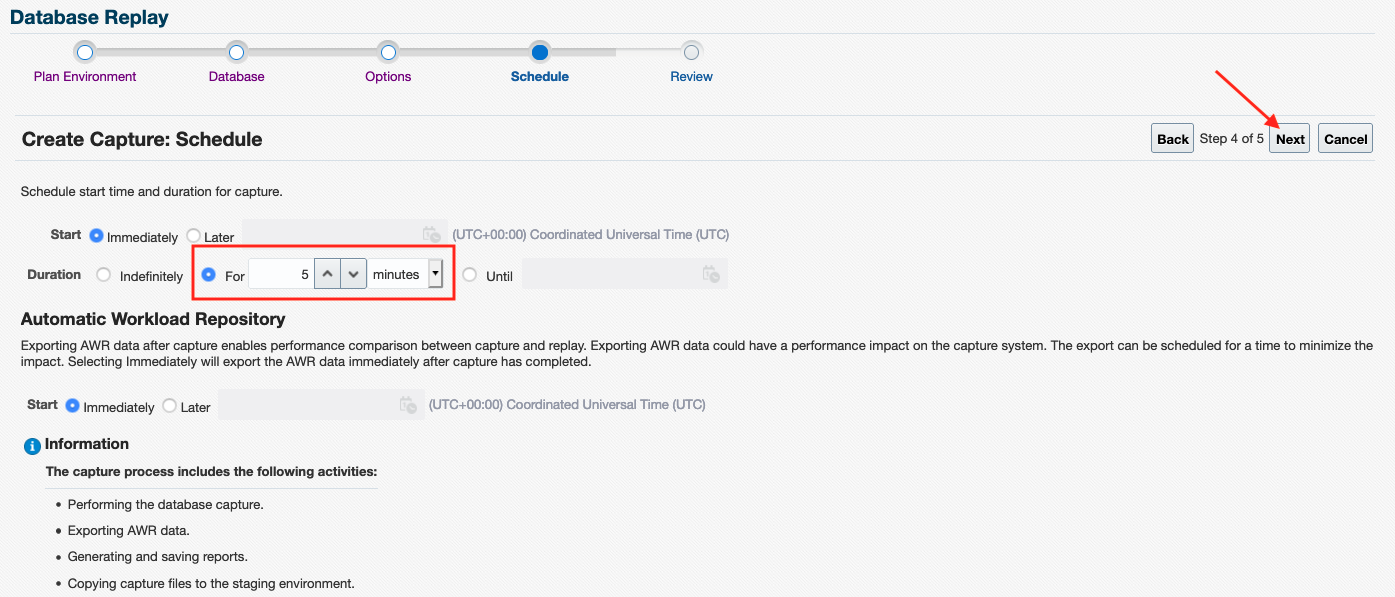 Database Replay
Plan Environment Database Options Schedule Review
Create Capture: Schedule Back Step 4 of 5 Next Cancel
Schedule start time and duration for capture.
Start Immediately Later (UTC+00:00) Coordinated Universal Time (UTC)
Duration Indefinitely For 5 minutes Until
Automatic Workload Repository
Exporting AWR data after capture enables performance comparison between capture and replay. Exporting AWR data could have a performance impact on the capture system. The export can be scheduled for a time to minimize the
impact. Selecting Immediately will export the AWR data immediately after capture has completed.
Start Immediately Later (UTC+00:00) Coordinated Universal Time (UTC)
Information
The capture process includes the following activities:
• Performing the database capture.
• Exporting AWR data.
• Generating and saving reports.
• Copying capture files to the staging environment.